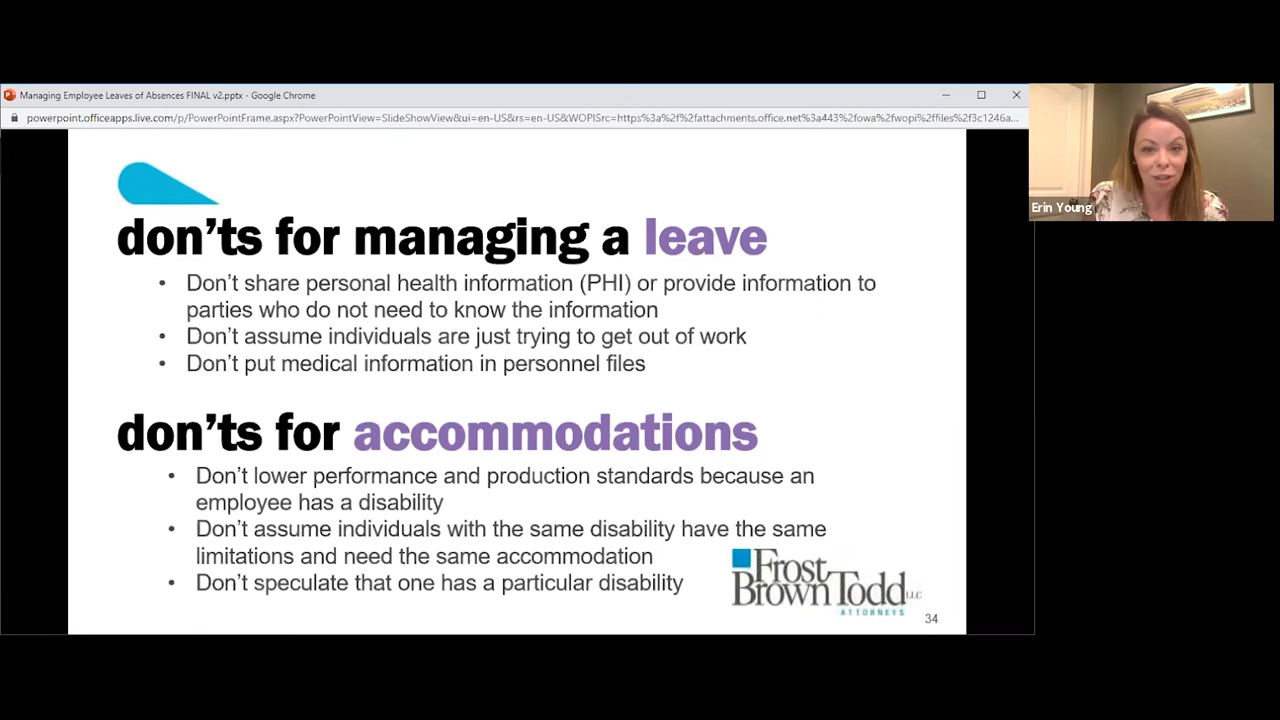 Managing Employee Leaves of Absences FINAL v2.pptx - Google Chrome
powerpoint.officeapps.live.com/p/PowerPointFrame.aspx?PowerPointView=SlideShowView&ui=en-US&rs=en-US&WOPISrc=https%3a%2f%2fattachments.office.net%3a443%2fowa%2fwopi%2ffiles%2f3c1246a...
Erin Young
don'ts for managing a leave
• Don't share personal health information (PHI) or provide information to
parties who do not need to know the information
• Don't assume individuals are just trying to get out of work
• Don't put medical information in personnel files
don'ts for accommodations
• Don't lower performance and production standards because an
employee has a disability
• Don't assume individuals with the same disability have the same
limitations and need the same accommodation
• Don't speculate that one has a particular disability
Frost
Brown Todd LLC
ATTORNEYS
34